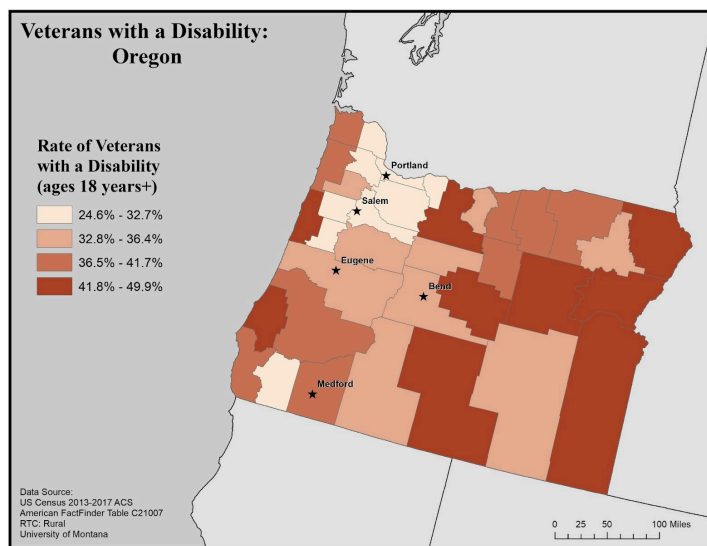 Veterans with a Disability:
Oregon
Rate of Veterans
with a Disability
(ages 18 years+)
24.6% - 32.7%
32.8% - 36.4%
36.5% - 41.7%
41.8% - 49.9%
Portland
Salem
Eugene
Bend
Medford
Data Source:
US Census 2013-2017 ACS
American FactFinder Table C21007
RTC: Rural
University of Montana
0 25 50 100 Miles